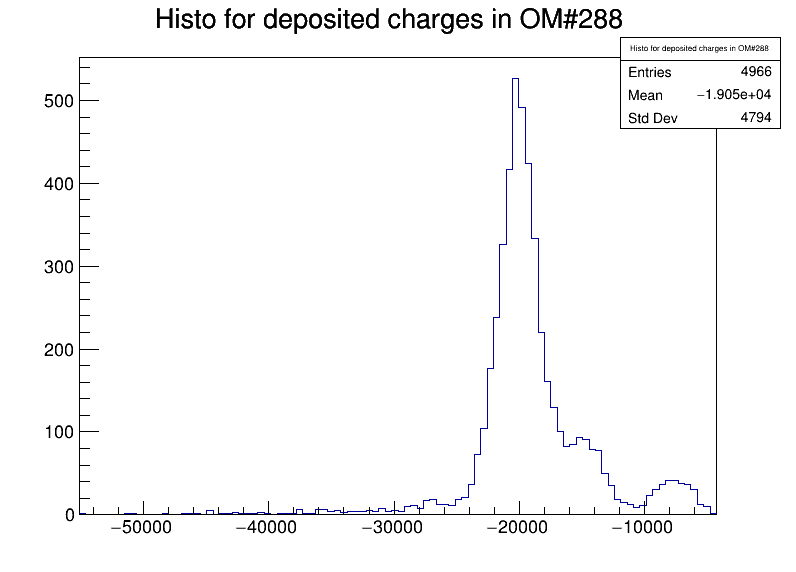 Histo for deposited charges in OM#288
Histo for deposited charges in OM#288
Entries 4966
Mean −1.905e+04
Std Dev 4794
500
400
300
200
100
0
−50000 −40000 −30000 −20000 −10000